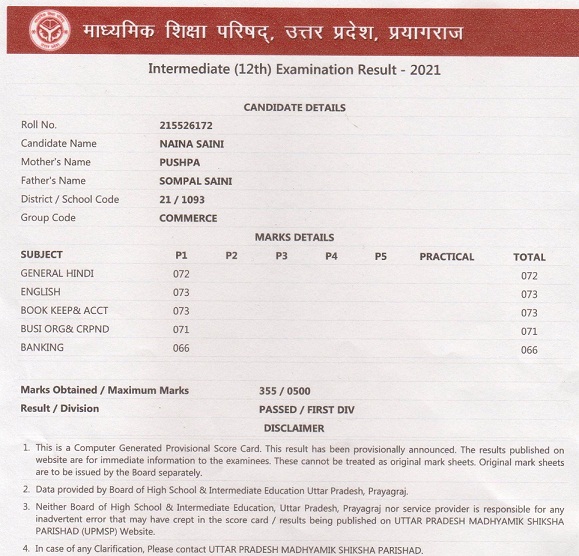 माध्यमिक शिक्षा परिषद्, उत्तर प्रदेश, प्रयागराज
Intermediate (12th) Examination Result - 2021
CANDIDATE DETAILS
Roll No. 215526172
Candidate Name NAINA SAINI
Mother's Name PUSHPA
Father's Name SOMPAL SAINI
District / School Code 21 / 1093
Group Code COMMERCE
MARKS DETAILS
SUBJECT P1 P2 P3 P4 P5 PRACTICAL TOTAL
GENERAL HINDI 072 072
ENGLISH 073 073
BOOK KEEP& ACCT 073 073
BUSI ORG& CRPND 071 071
BANKING 066 066
Marks Obtained / Maximum Marks 355 / 0500
Result / Division PASSED / FIRST DIV
DISCLAIMER
1. This is a Computer Generated Provisional Score Card. This result has been provisionally announced. The results published on
website are for immediate information to the examinees. These cannot be treated as original mark sheets. Original mark sheets
are to be issued by the Board separately.
2. Data provided by Board of High School & Intermediate Education Uttar Pradesh, Prayagraj.
3. Neither Board of High School & Intermediate Education, Uttar Pradesh, Prayagraj nor service provider is responsible for any
inadvertent error that may have crept in the score card / results being published on UTTAR PRADESH MADHYAMIK SHIKSHA
PARISHAD (UPMSP) Website.
4. In case of any Clarification, Please contact UTTAR PRADESH MADHYAMIK SHIKSHA PARISHAD.